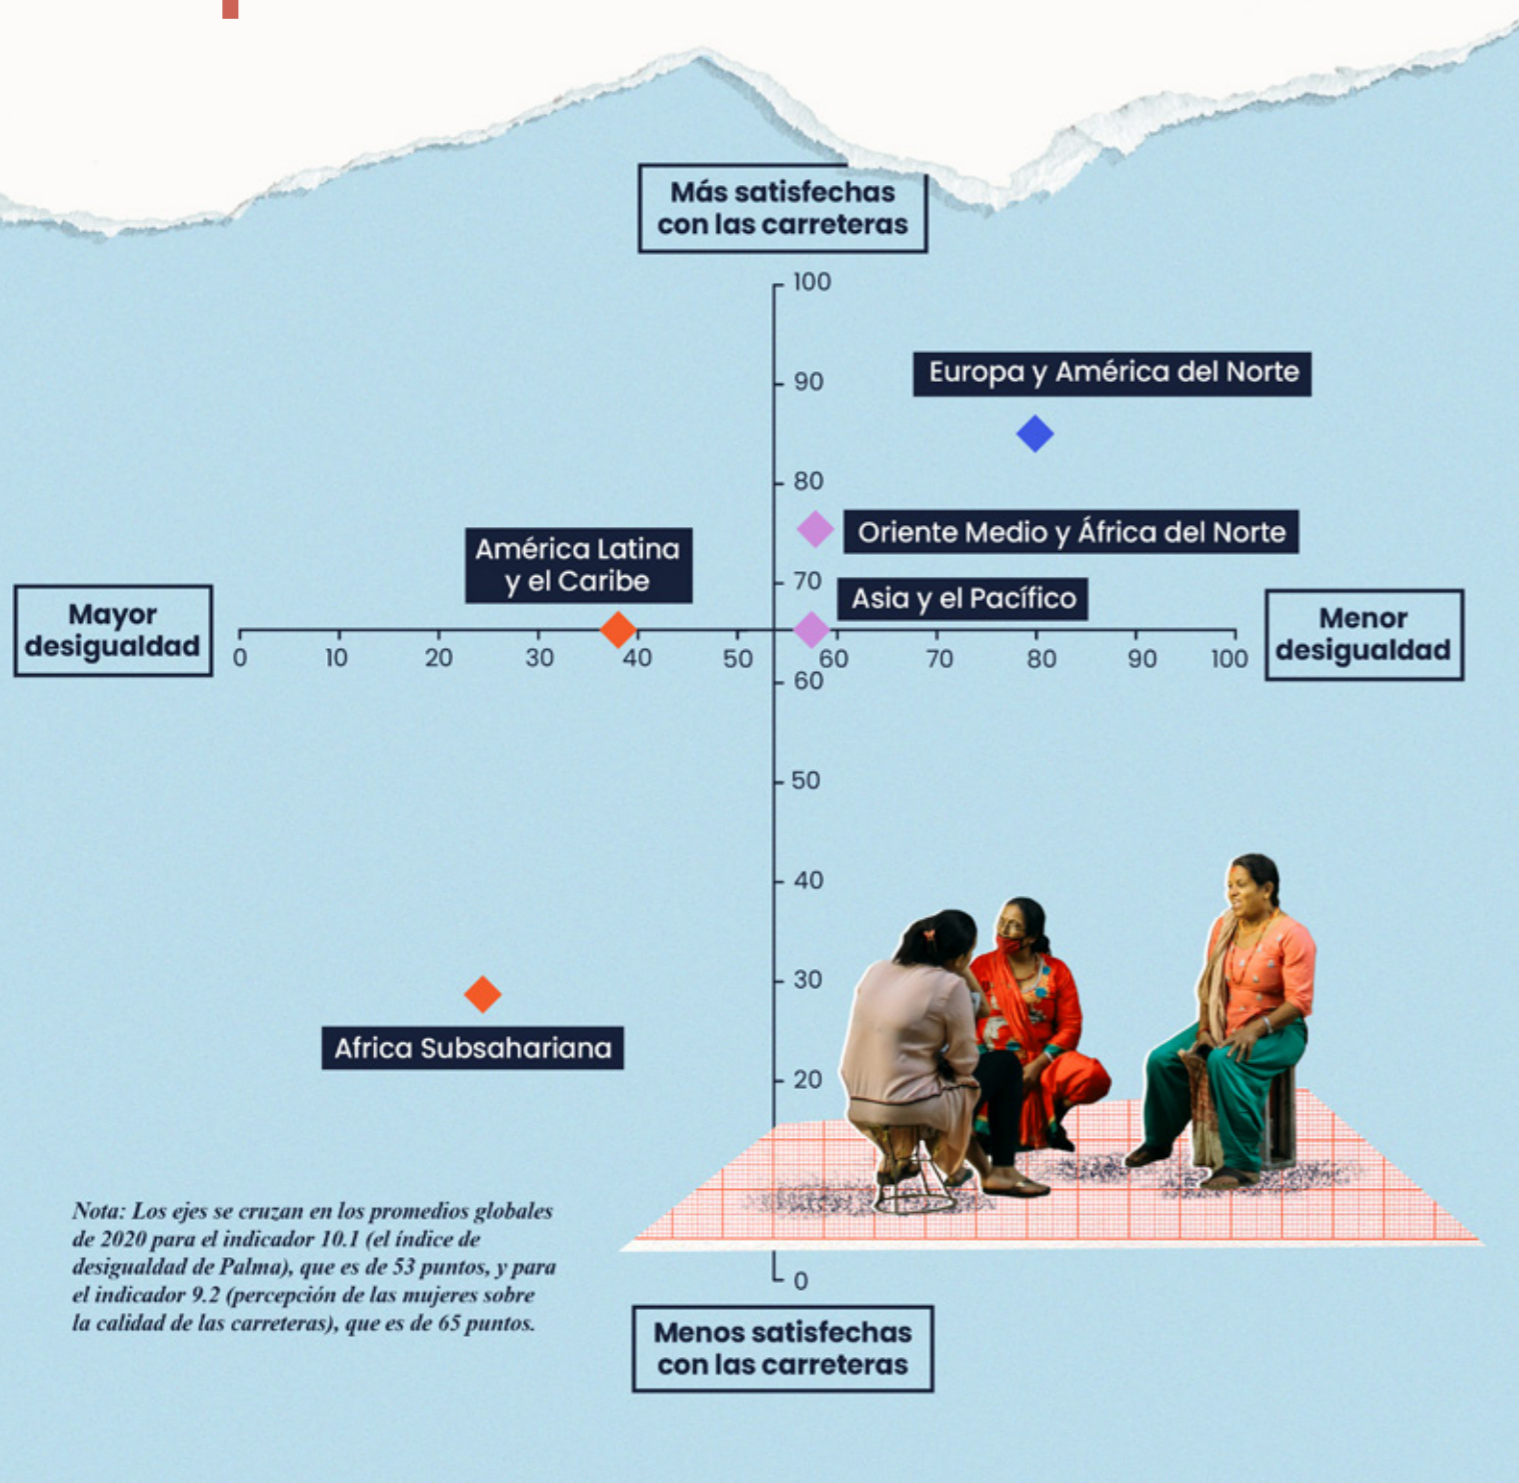 Más satisfechas
con las carreteras
100
90
Europa y América del Norte
80
Oriente Medio y África del Norte
América Latina
y el Caribe
70
Asia y el Pacífico
Mayor
desigualdad
Menor
desigualdad
0 10 20 30 40 50 60 70 80 90 100
60
50
40
30
Africa Subsahariana
20
Nota: Los ejes se cruzan en los promedios globales
de 2020 para el indicador 10.1 (el índice de
desigualdad de Palma), que es de 53 puntos, y para
el indicador 9.2 (percepción de las mujeres sobre
la calidad de las carreteras), que es de 65 puntos.
0
Menos satisfechas
con las carreteras